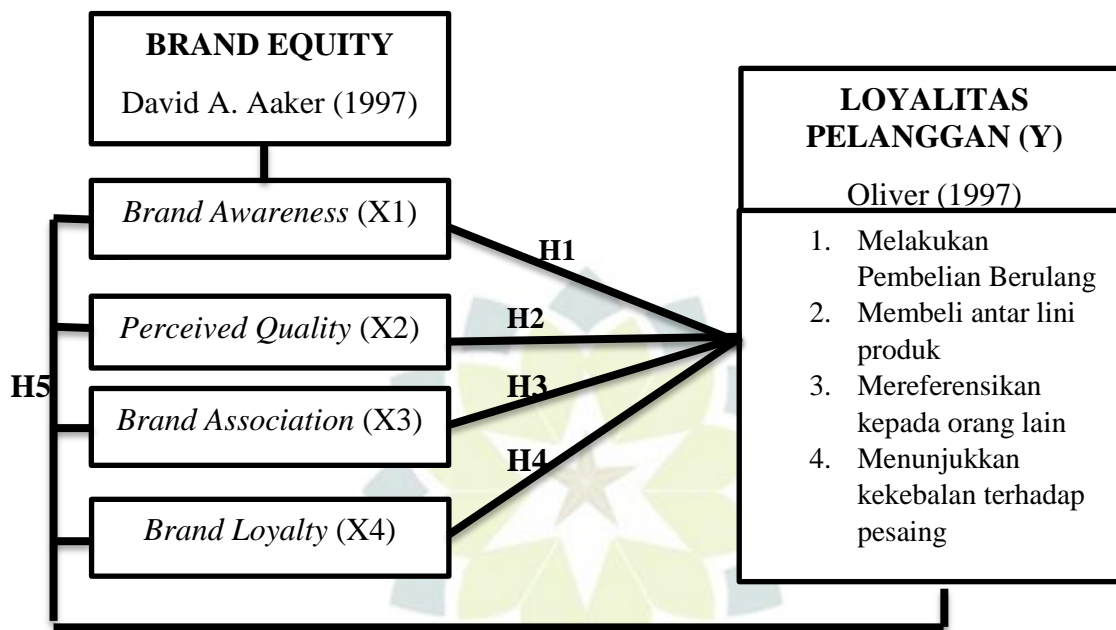 BRAND EQUITY
David A. Aaker (1997)
Brand Awareness (X1)
Perceived Quality (X2)
Brand Association (X3)
Brand Loyalty (X4)
H5
H1
H2
H3
H4
LOYALITAS
PELANGGAN (Y)
Oliver (1997)
1. Melakukan
Pembelian Berulang
2. Membeli antar lini
produk
3. Mereferensikan
kepada orang lain
4. Menunjukkan
kekebalan terhadap
pesaing